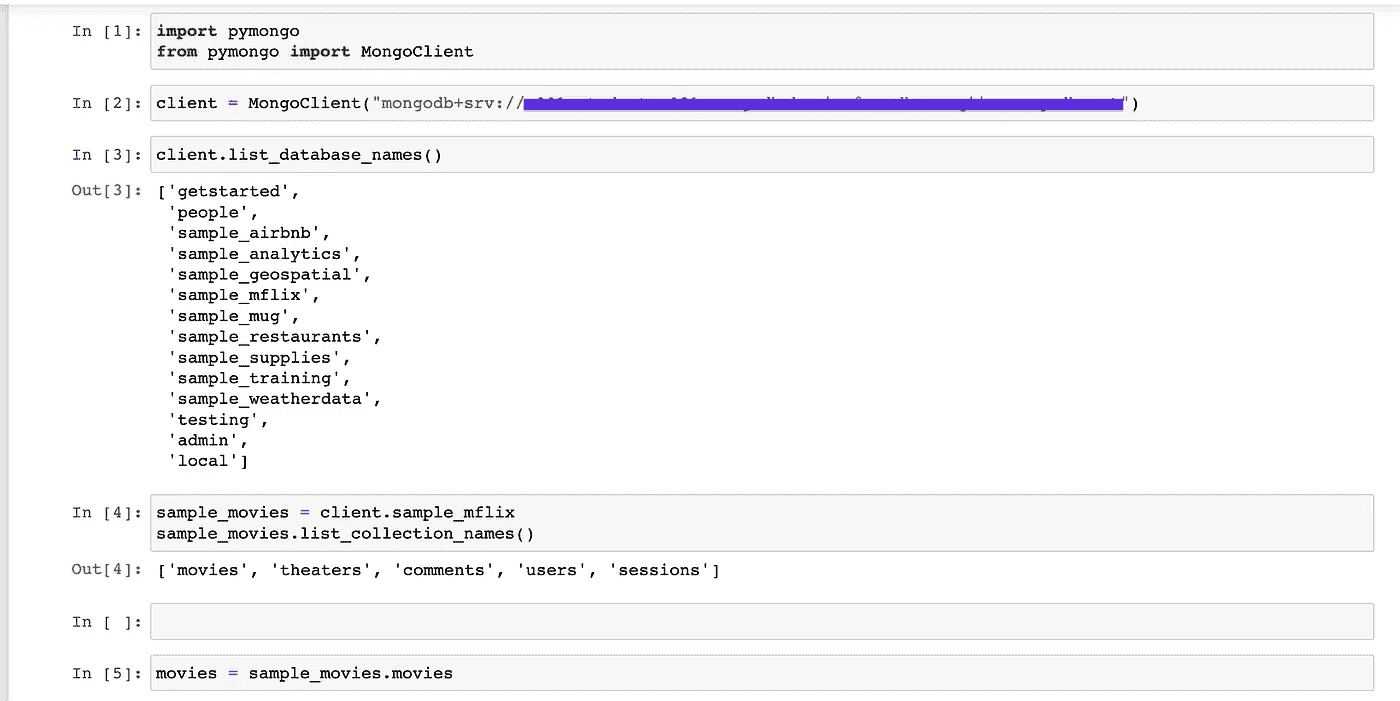 In [1]: import pymongo
from pymongo import MongoClient
In [2]: client = MongoClient("mongodb+srv://")
In [3]: client.list_database_names()
Out[3]: ['getstarted',
'people',
'sample_airbnb',
'sample_analytics',
'sample_geospatial',
'sample_mflix',
'sample_mug',
'sample_restaurants',
'sample_supplies',
'sample_training',
'sample_weatherdata',
'testing',
'admin',
'local']
In [4]: sample_movies = client.sample_mflix
sample_movies.list_collection_names()
Out[4]: ['movies', 'theaters', 'comments', 'users', 'sessions']
In [ ]:
In [5]: movies = sample_movies.movies